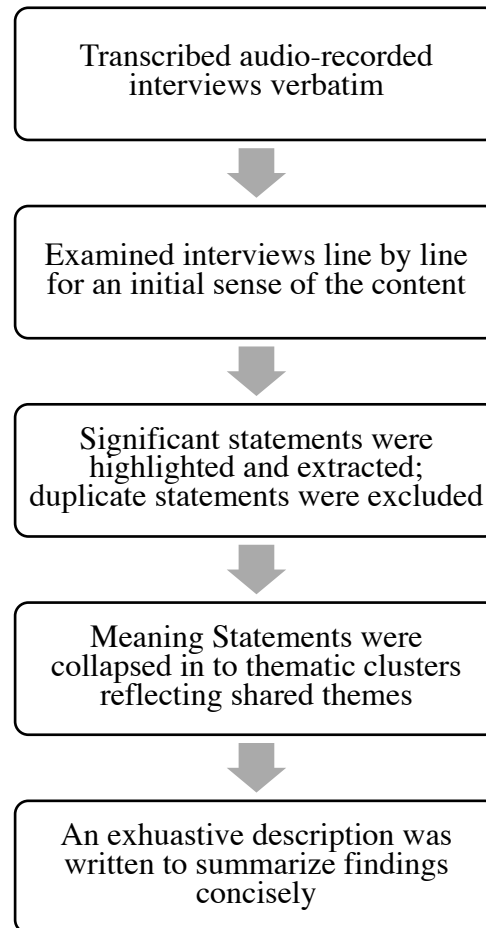 Transcribed audio-recorded
interviews verbatim
Examined interviews line by line
for an initial sense of the content
Significant statements were
highlighted and extracted;
duplicate statements were excluded
Meaning Statements were
collapsed in to thematic clusters
reflecting shared themes
An exhuastive description was
written to summarize findings
concisely